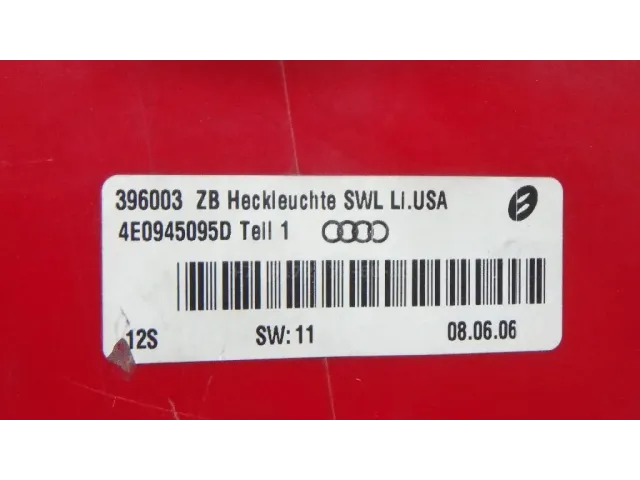 396003 ZB Heckleuchte SWL Li.USA
4E0945095D Teil 1
12S SW: 11 08.06.06